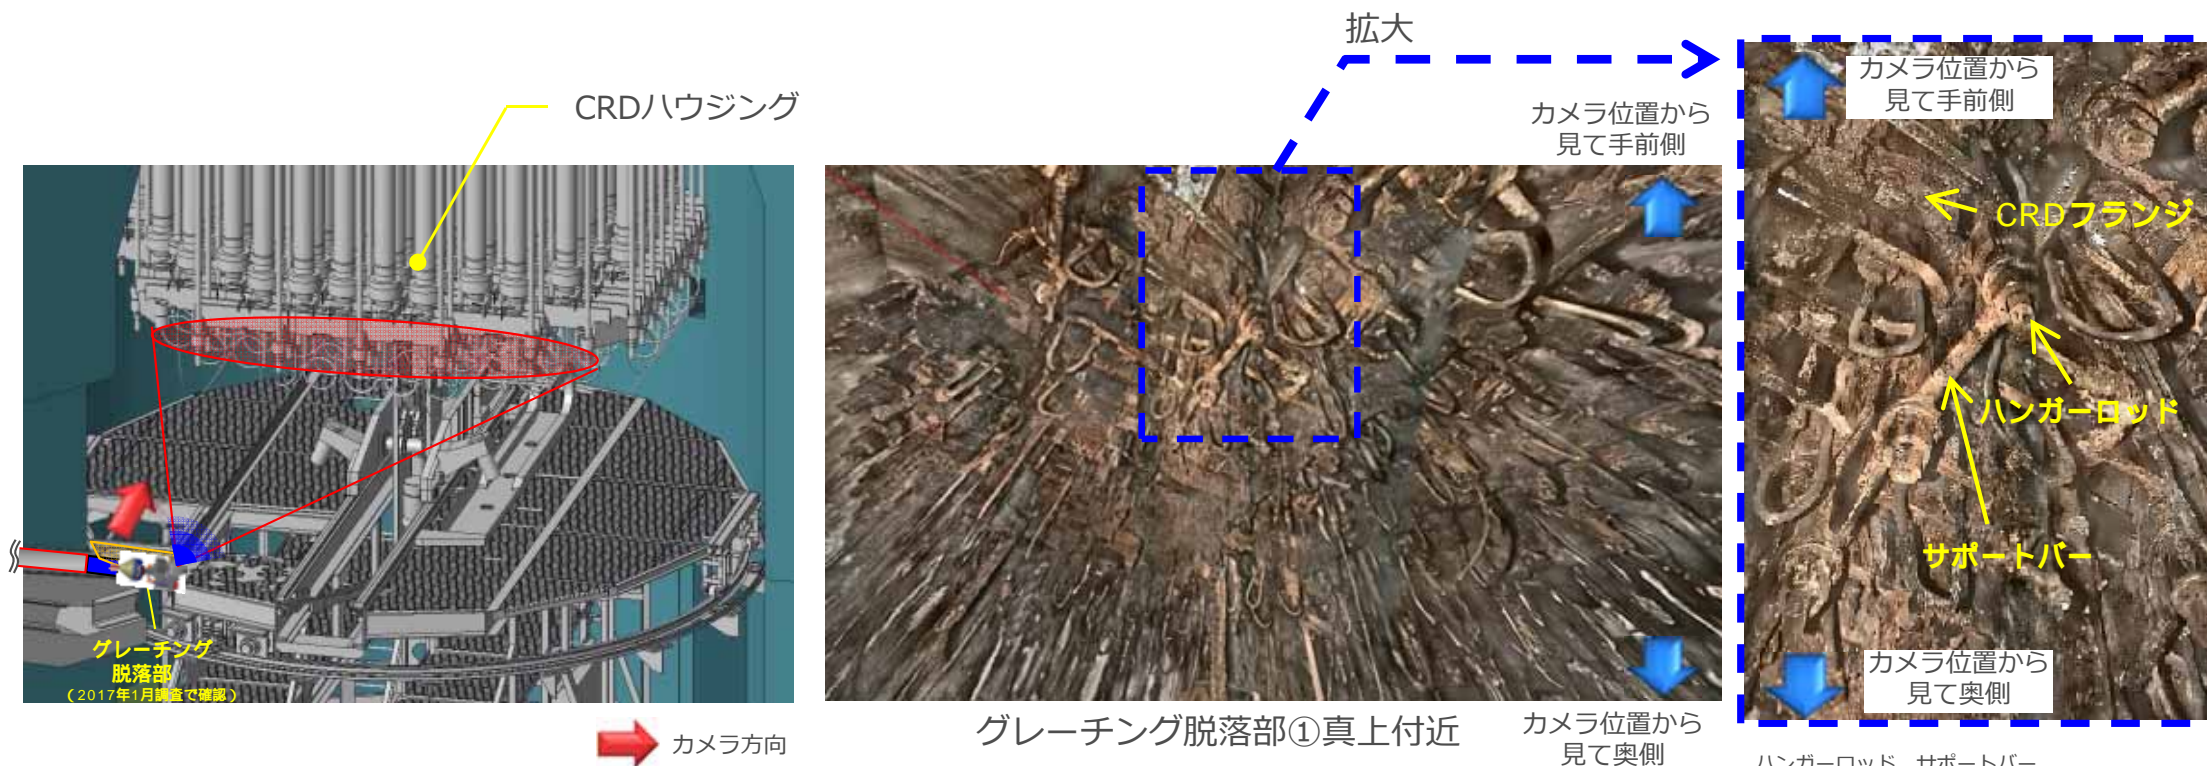 拡大
CRDハウジング
カメラ位置から
見て手前側
カメラ位置から
見て手前側
CRDフランジ
ハンガーロッド
サポートバー
グレーチング
脱落部
(2017年1月調査で確認)
カメラ方向
グレーチング脱落部①真上付近
カメラ位置から
見て奥側
カメラ位置から
見て奥側
ハンガーロッド、サポートバー